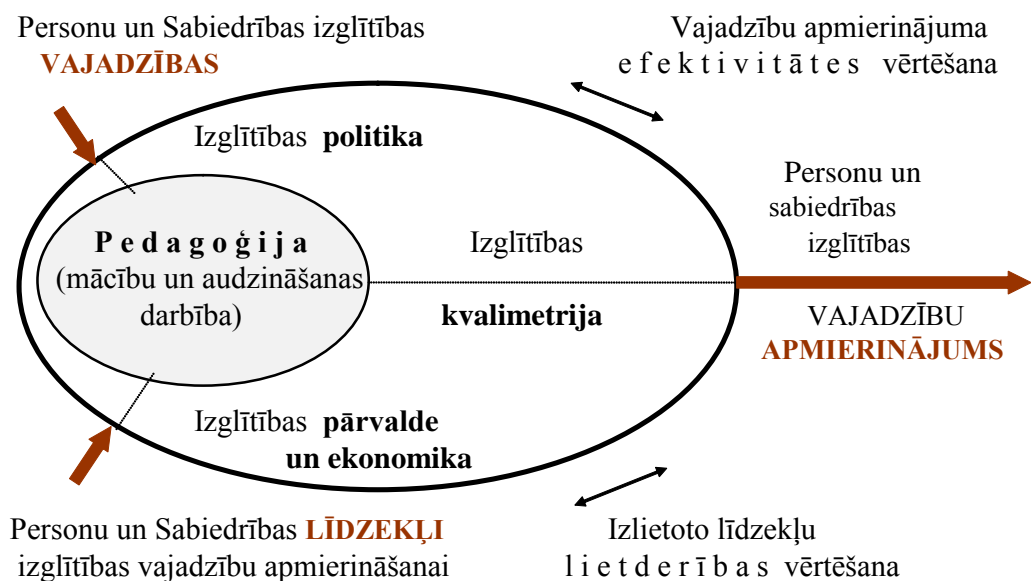 Personu un Sabiedrības izglītības
VAJADZĪBAS
Vajadzību apmierinājuma
efektivitātes vērtēšana
Izglītības politika
Personu un
sabiedrības
izglītības
Pedagoģija
(mācību un audzināšanas
darbība)
Izglītības
kvalimetrija
VAJADZĪBU
APMIERINĀJUMS
Izglītības pārvalde
un ekonomika
Personu un Sabiedrības LĪDZEKĻI
izglītības vajadzību apmierināšanai
Izlietoto līdzekļu
lietderības vērtēšana